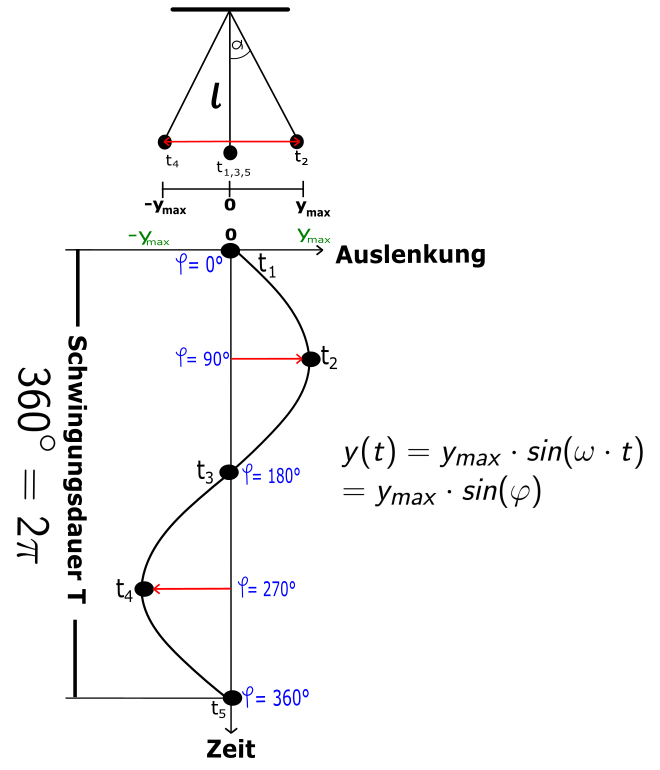 α
l
t4
t1,3,5
t2
-ymax 0 ymax
-ymax 0 ymax
Auslenkung
φ= 0°
t1
φ= 90°
t2
t3
φ= 180°
y(t) = ymax · sin(ω · t)
= ymax · sin(φ)
t4
φ= 270°
t5
φ= 360°
Zeit
Schwingungsdauer T
360° = 2π